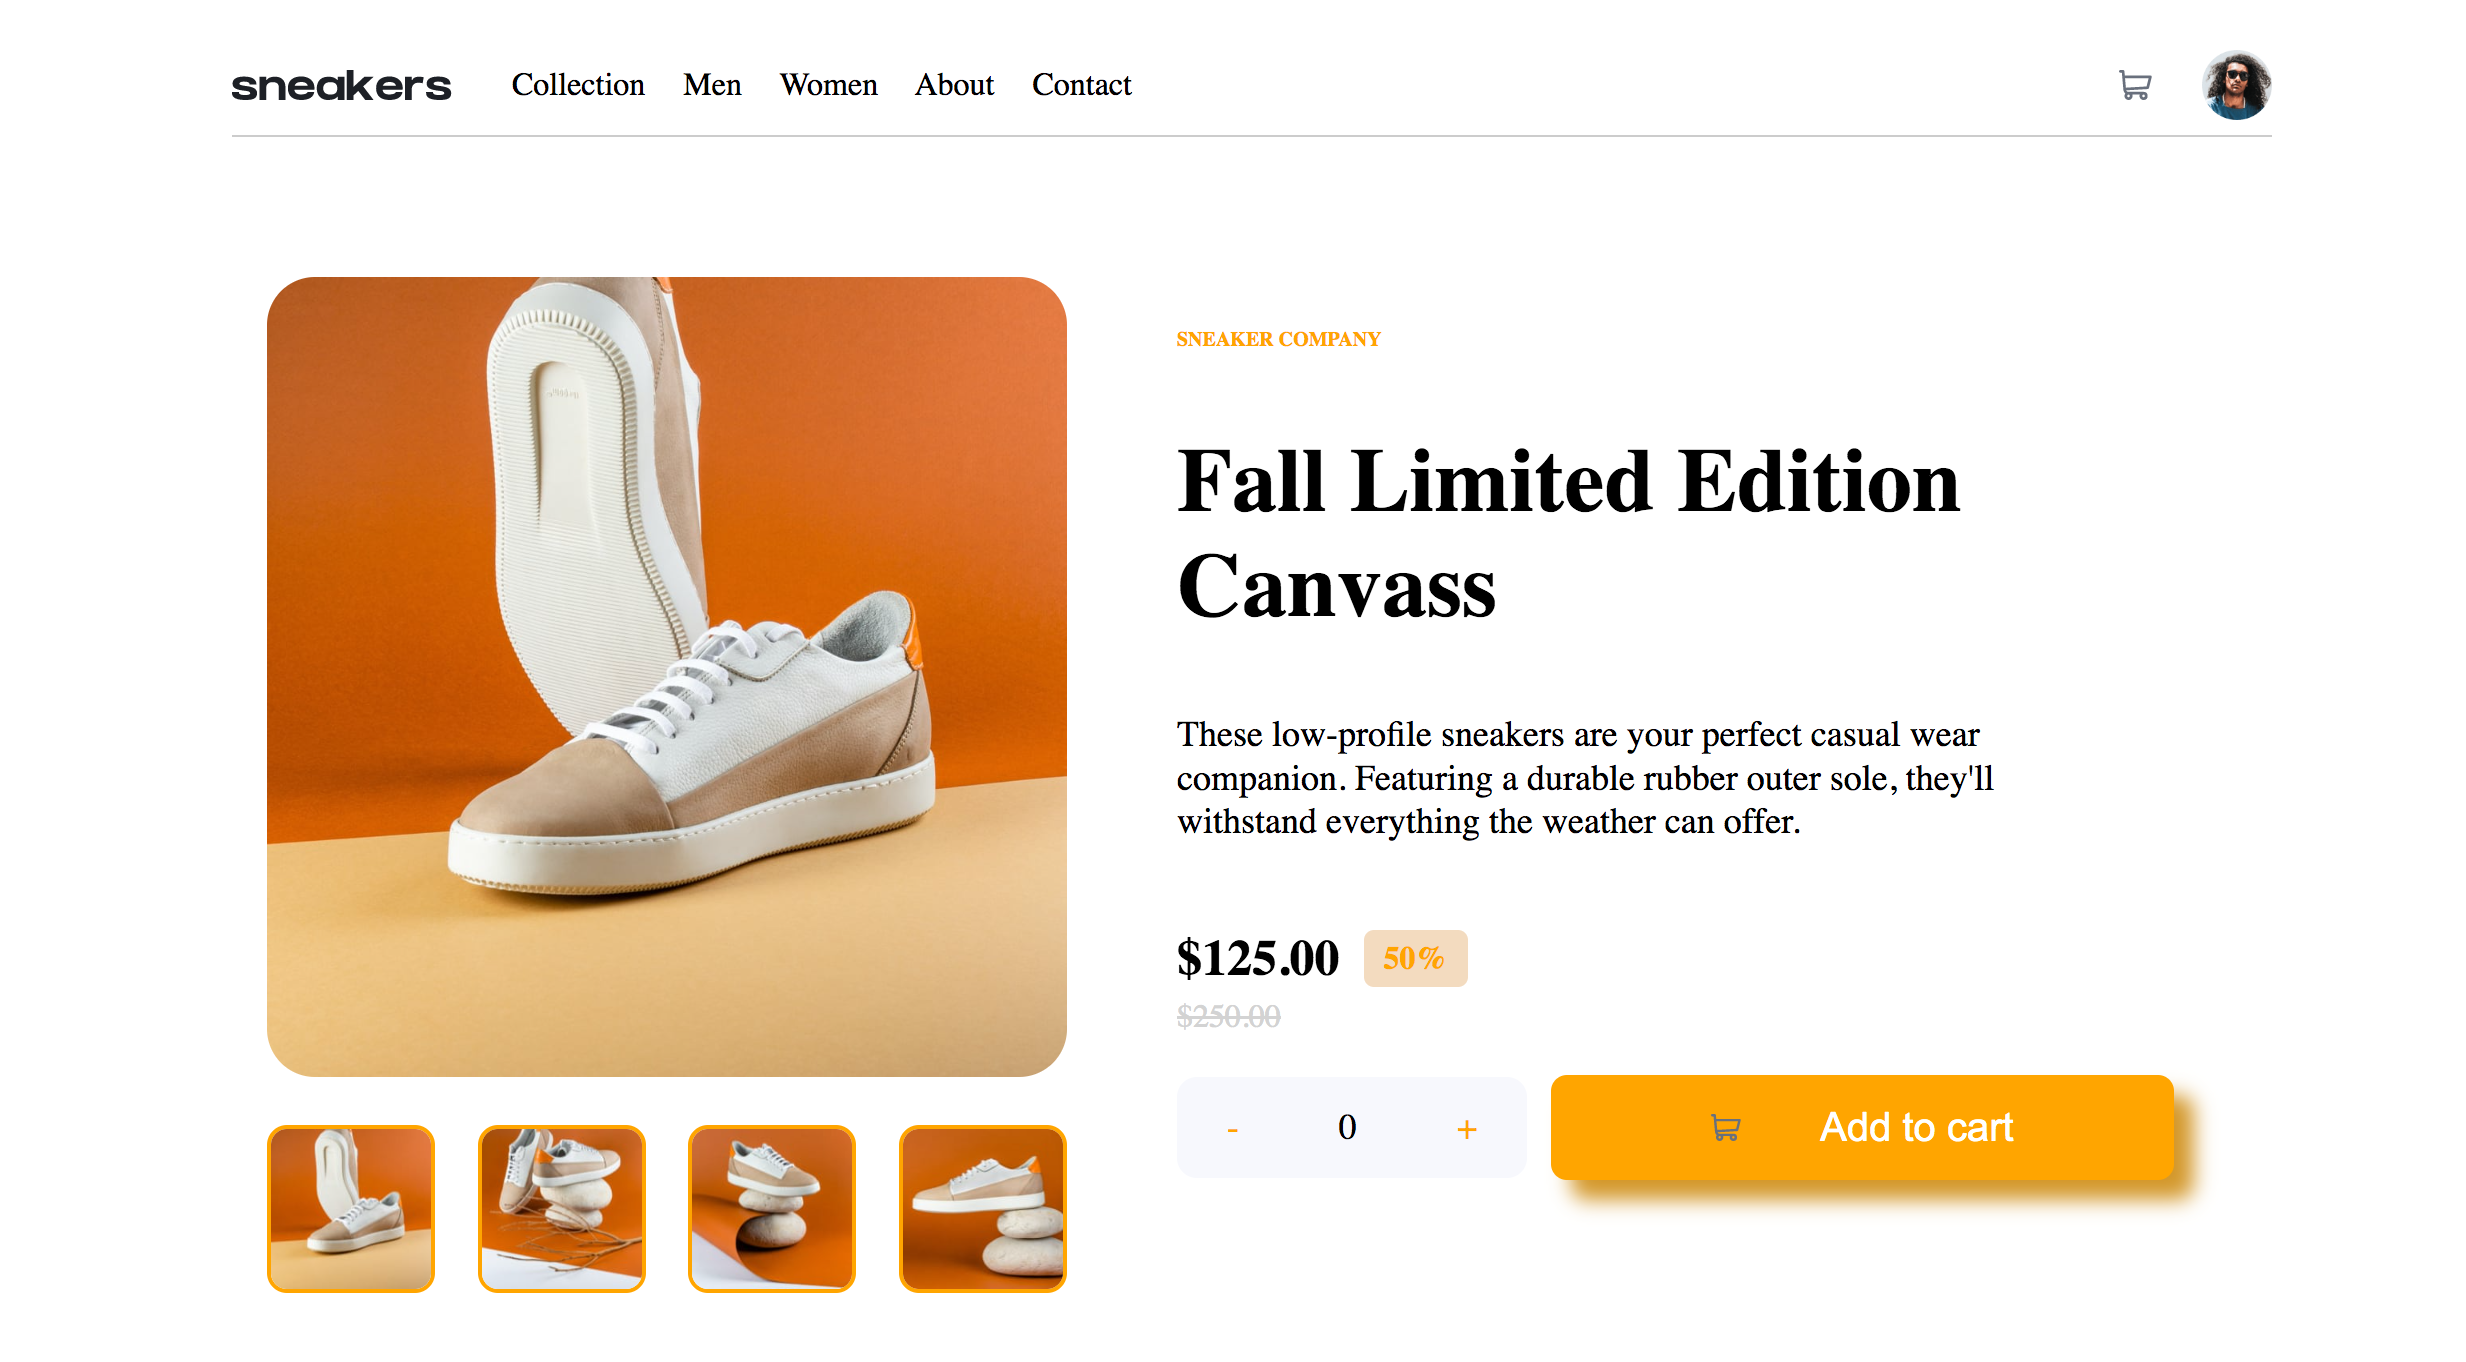 sneakers Collection Men Women About Contact
SNEAKER COMPANY
Fall Limited Edition
Canvass
These low-profile sneakers are your perfect casual wear
companion. Featuring a durable rubber outer sole, they'll
withstand everything the weather can offer.
$125.00 50%
$250.00
- 0 + Add to cart